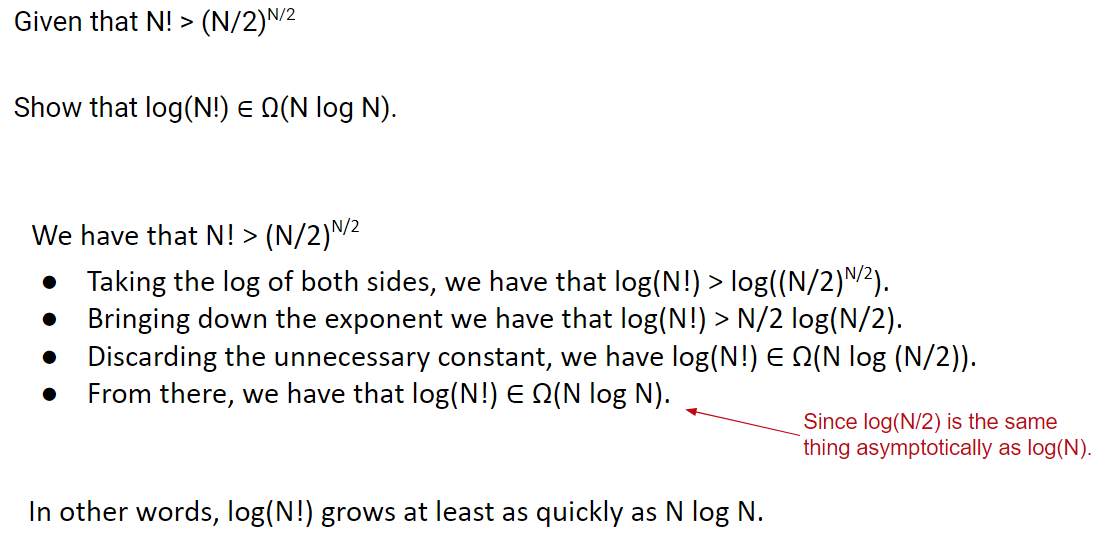 Given that N! > (N/2)^N/2
Show that log(N!) ∈ Ω(N log N).
We have that N! > (N/2)^N/2
● Taking the log of both sides, we have that log(N!) > log((N/2)^N/2).
● Bringing down the exponent we have that log(N!) > N/2 log(N/2).
● Discarding the unnecessary constant, we have log(N!) ∈ Ω(N log (N/2)).
● From there, we have that log(N!) ∈ Ω(N log N).
Since log(N/2) is the same
thing asymptotically as log(N).
In other words, log(N!) grows at least as quickly as N log N.